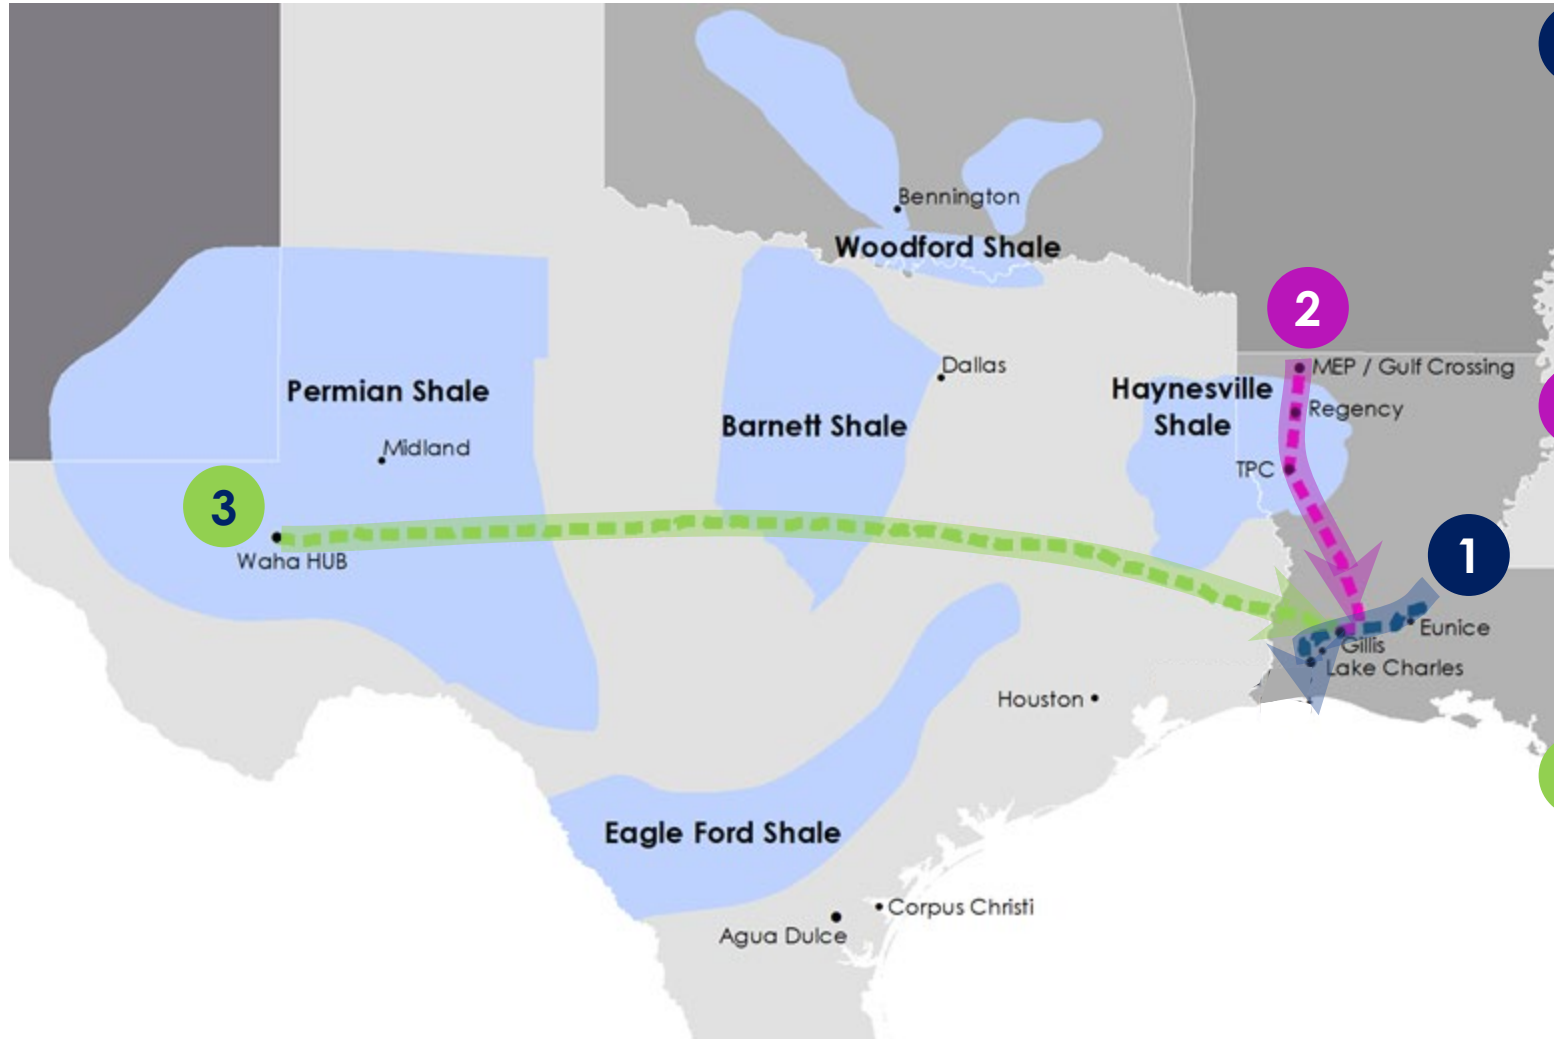 Bennington
Woodford Shale
2
MEP / Gulf Crossing
Dallas
Haynesville
Shale
Permian Shale
Regency
Barnett Shale
Midland
TPC
3
Waha HUB
1
Eunice
Gillis
Lake Charles
Houston
Eagle Ford Shale
Corpus Christi
Agua Dulce